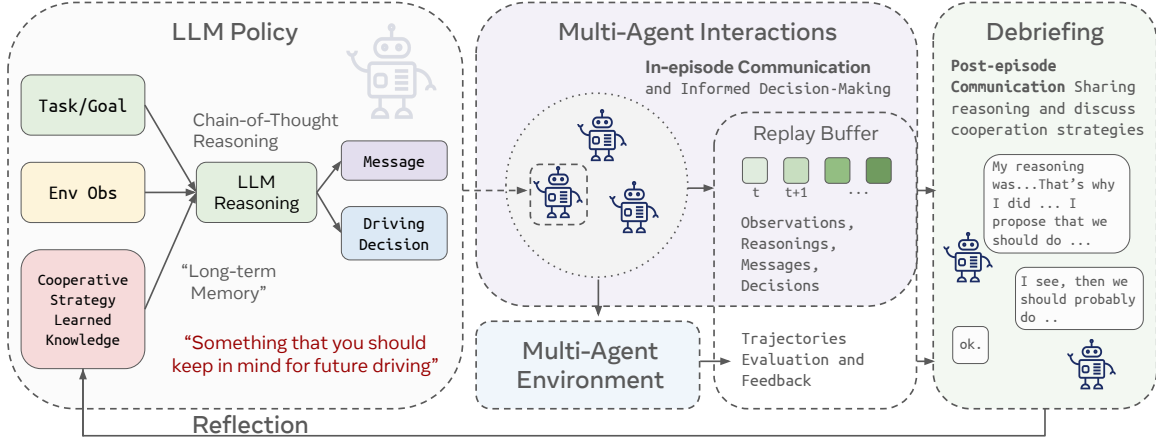 LLM Policy
Task/Goal
Env Obs
Cooperative
Strategy
Learned
Knowledge
Chain-of-Thought
Reasoning
LLM
Reasoning
Message
Driving
Decision
“Long-term
Memory”
“Something that you should
keep in mind for future driving”
Multi-Agent Interactions
In-episode Communication
and Informed Decision-Making
Replay Buffer
t
t+1
...
Observations,
Reasonings,
Messages,
Decisions
Multi-Agent
Environment
Trajectories
Evaluation and
Feedback
Debriefing
Post-episode
Communication Sharing
reasoning and discuss
cooperation strategies
My reasoning
was...That’s why
I did ... I
propose that we
should do ...
I see, then we
should probably
do ..
ok.
Reflection